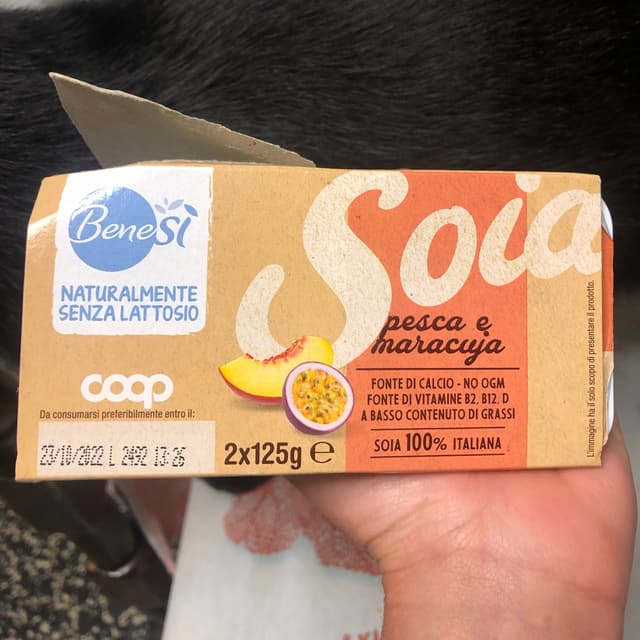 Benesì
NATURALMENTE
SENZA LATTOSIO
coop
Da consumarsi preferibilmente entro il:
23/10/2022 L 2492 13:26
2x125g ℮
Soia
pesca e
maracuja
FONTE DI CALCIO - NO OGM
FONTE DI VITAMINE B2, B12, D
A BASSO CONTENUTO DI GRASSI
SOIA 100% ITALIANA
L'immagine ha il solo scopo di presentare il prodotto.